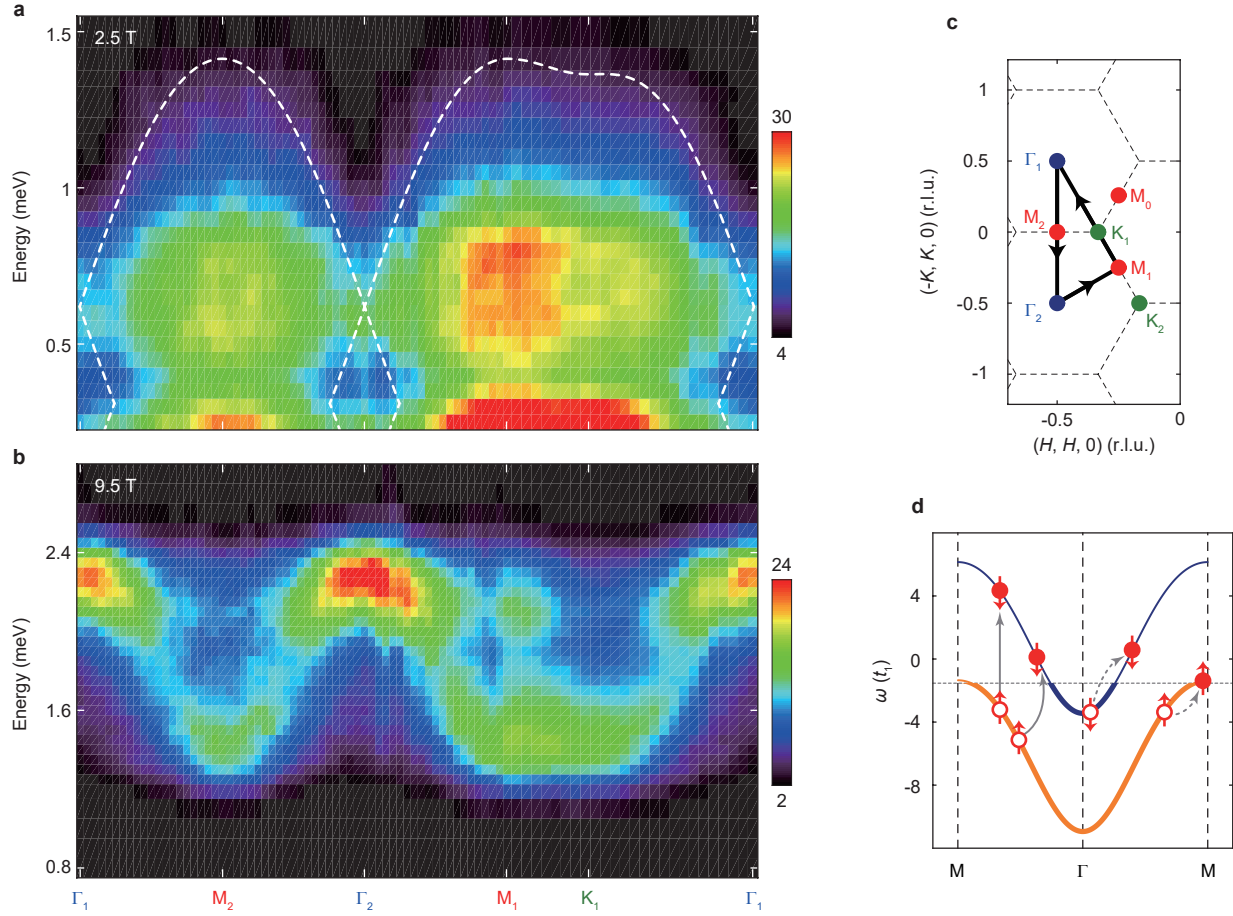 a
2.5 T
1.5
1
0.5
Energy (meV)
30
4
b
9.5 T
2.4
1.6
0.8
Energy (meV)
24
2
Γ1
M2
Γ2
M1
K1
Γ1
c
1
0.5
0
-0.5
-1
(-K, K, 0) (r.l.u.)
Γ1
M0
M2
K1
M1
Γ2
K2
-0.5
0
(H, H, 0) (r.l.u.)
d
4
0
-4
-8
ω (t1)
M
Γ
M